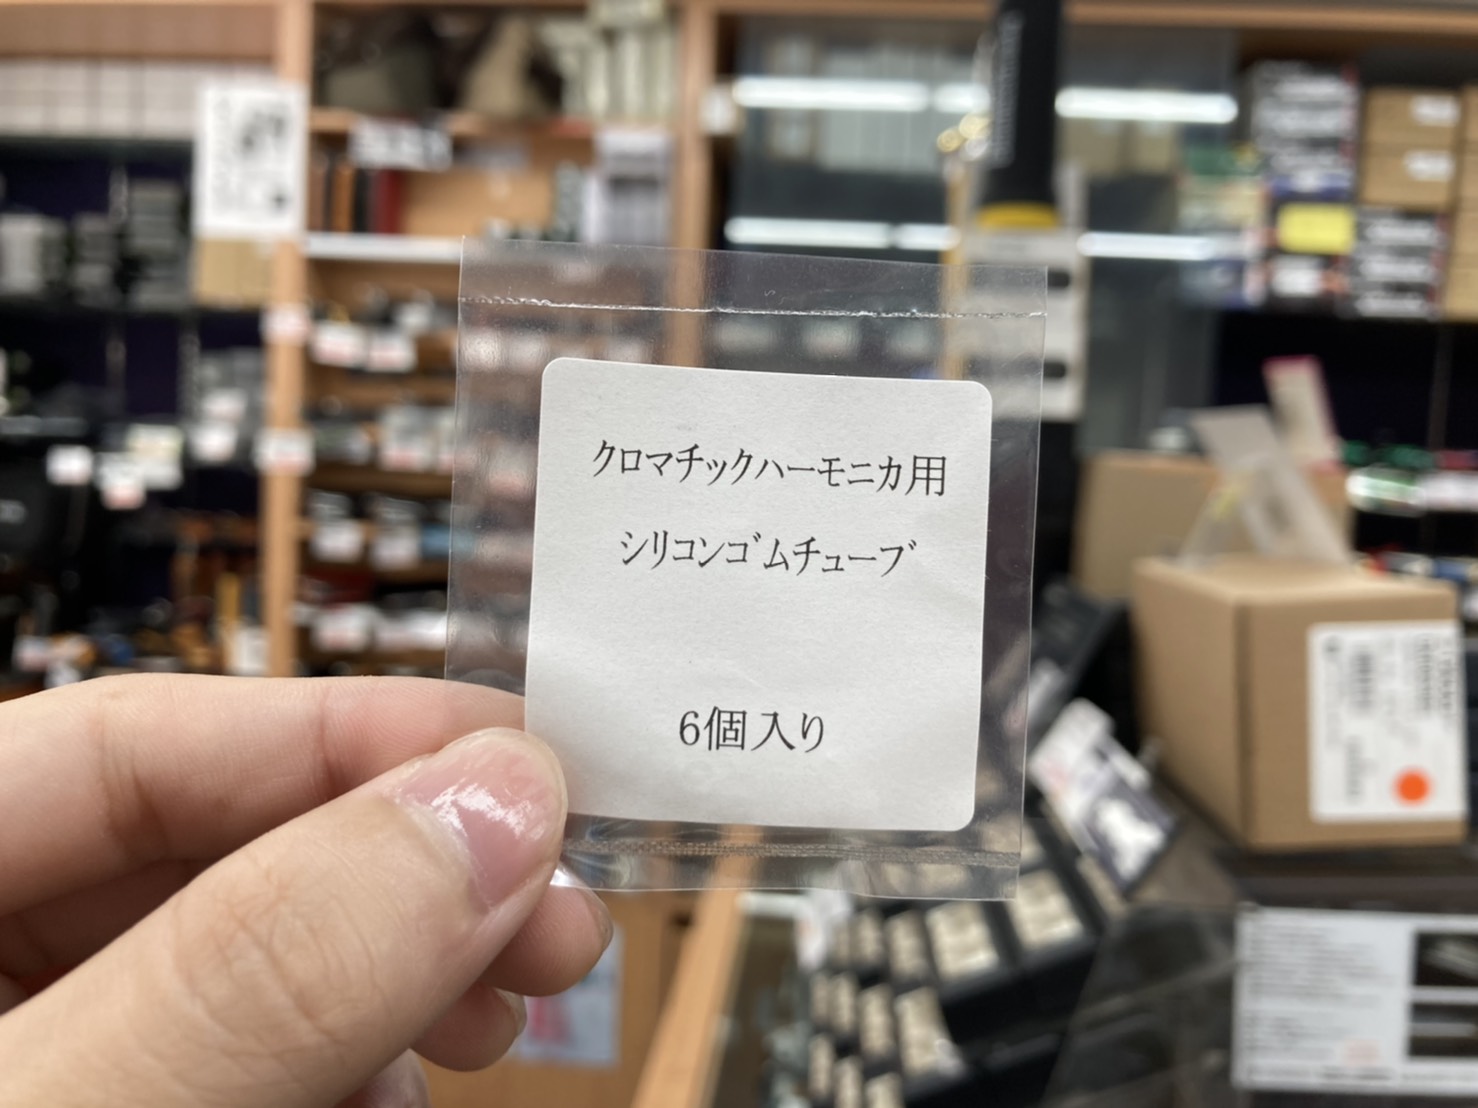 クロマチックハーモニカ用
シリコンゴムチューブ
6個入り